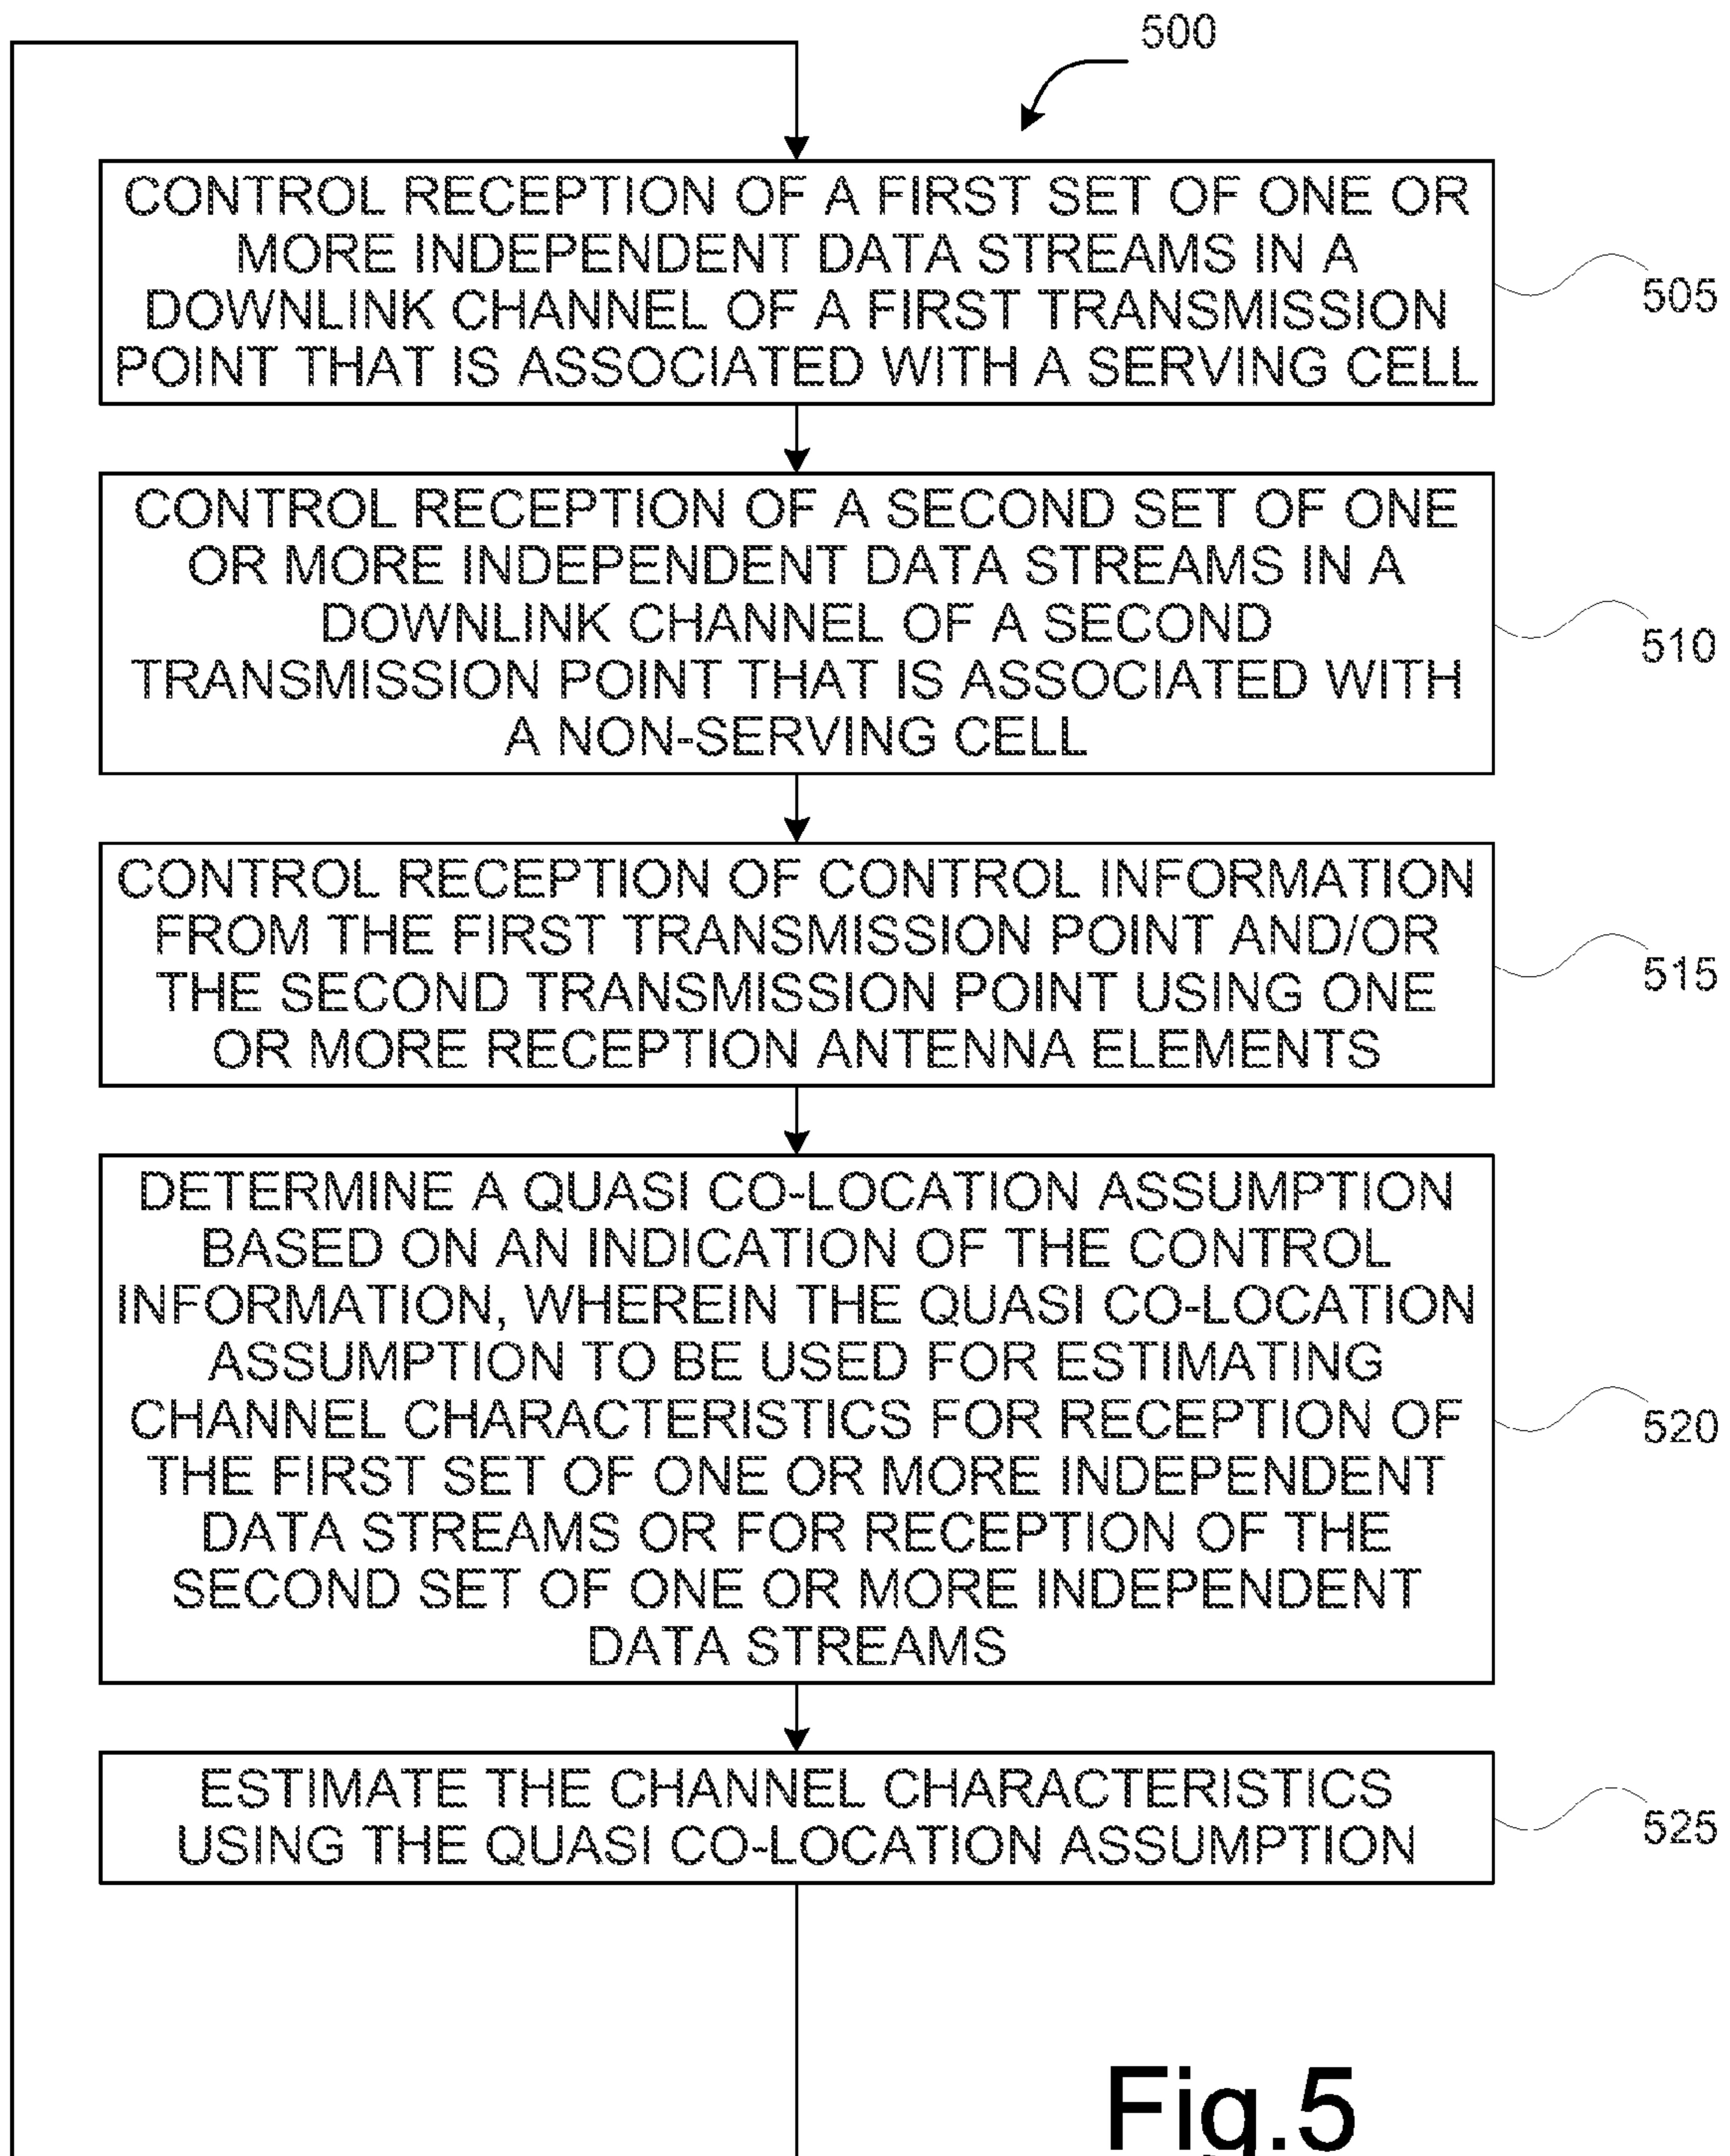 500
CONTROL RECEPTION OF A FIRST SET OF ONE OR
MORE INDEPENDENT DATA STREAMS IN A
DOWNLINK CHANNEL OF A FIRST TRANSMISSION
POINT THAT IS ASSOCIATED WITH A SERVING CELL
505
CONTROL RECEPTION OF A SECOND SET OF ONE
OR MORE INDEPENDENT DATA STREAMS IN A
DOWNLINK CHANNEL OF A SECOND
TRANSMISSION POINT THAT IS ASSOCIATED WITH
A NON-SERVING CELL
510
CONTROL RECEPTION OF CONTROL INFORMATION
FROM THE FIRST TRANSMISSION POINT AND/OR
THE SECOND TRANSMISSION POINT USING ONE
OR MORE RECEPTION ANTENNA ELEMENTS
515
DETERMINE A QUASI CO-LOCATION ASSUMPTION
BASED ON AN INDICATION OF THE CONTROL
INFORMATION, WHEREIN THE QUASI CO-LOCATION
ASSUMPTION TO BE USED FOR ESTIMATING
CHANNEL CHARACTERISTICS FOR RECEPTION OF
THE FIRST SET OF ONE OR MORE INDEPENDENT
DATA STREAMS OR FOR RECEPTION OF THE
SECOND SET OF ONE OR MORE INDEPENDENT
DATA STREAMS
520
ESTIMATE THE CHANNEL CHARACTERISTICS
USING THE QUASI CO-LOCATION ASSUMPTION
525
Fig.5